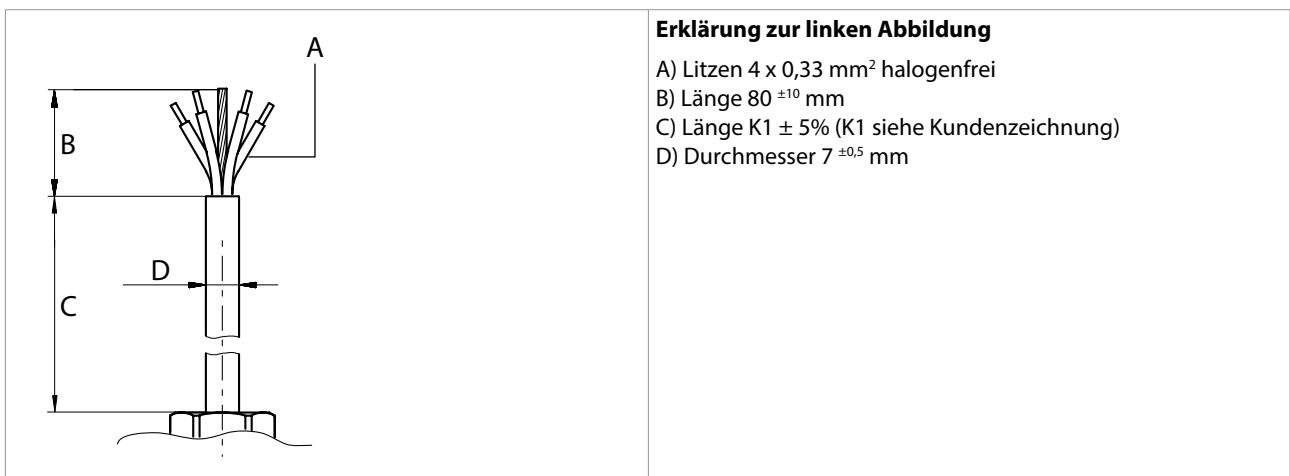 A
B
D
C
Erklärung zur linken Abbildung
A) Litzen 4 x 0,33 mm² halogenfrei
B) Länge 80 ±10 mm
C) Länge K1 ± 5% (K1 siehe Kundenzeichnung)
D) Durchmesser 7 ±0,5 mm